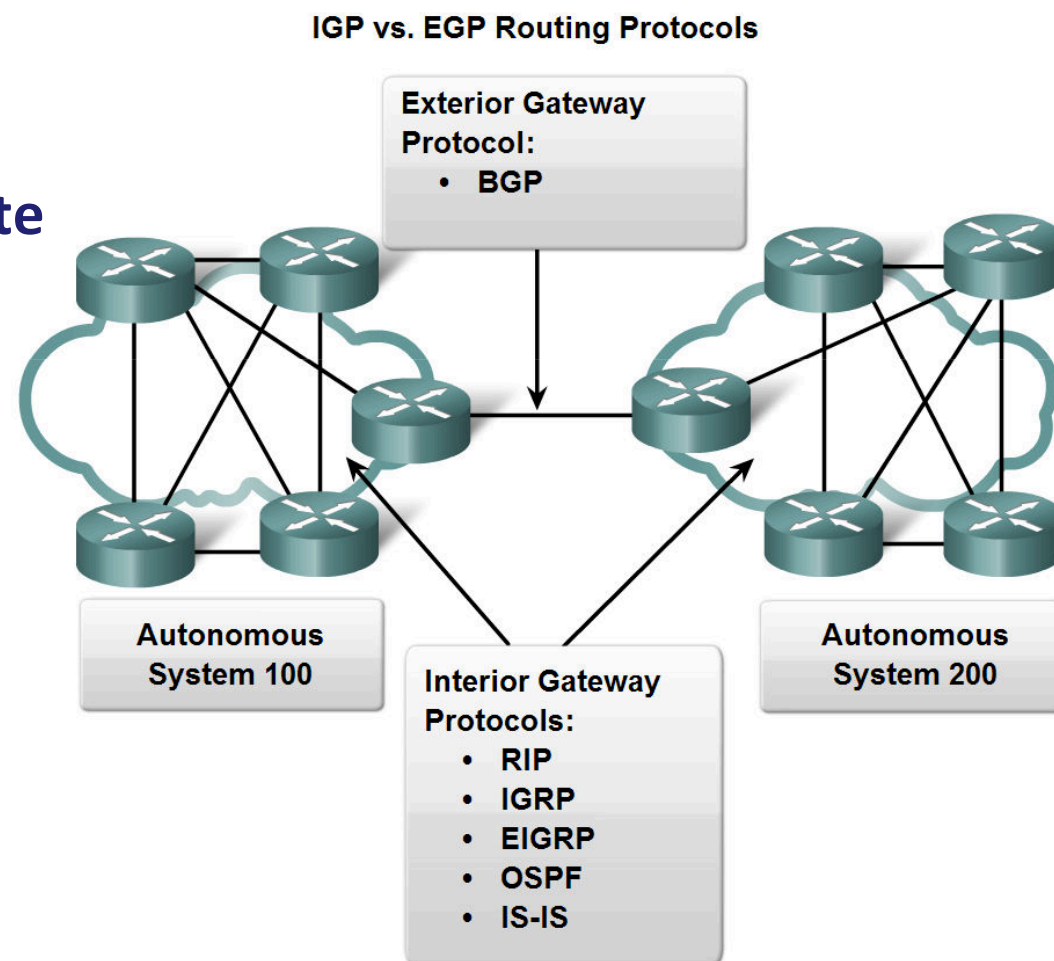 IGP vs. EGP Routing Protocols
Exterior Gateway
Protocol:
• BGP
te
Autonomous
System 100
Autonomous
System 200
Interior Gateway
Protocols:
• RIP
• IGRP
• EIGRP
• OSPF
• IS-IS